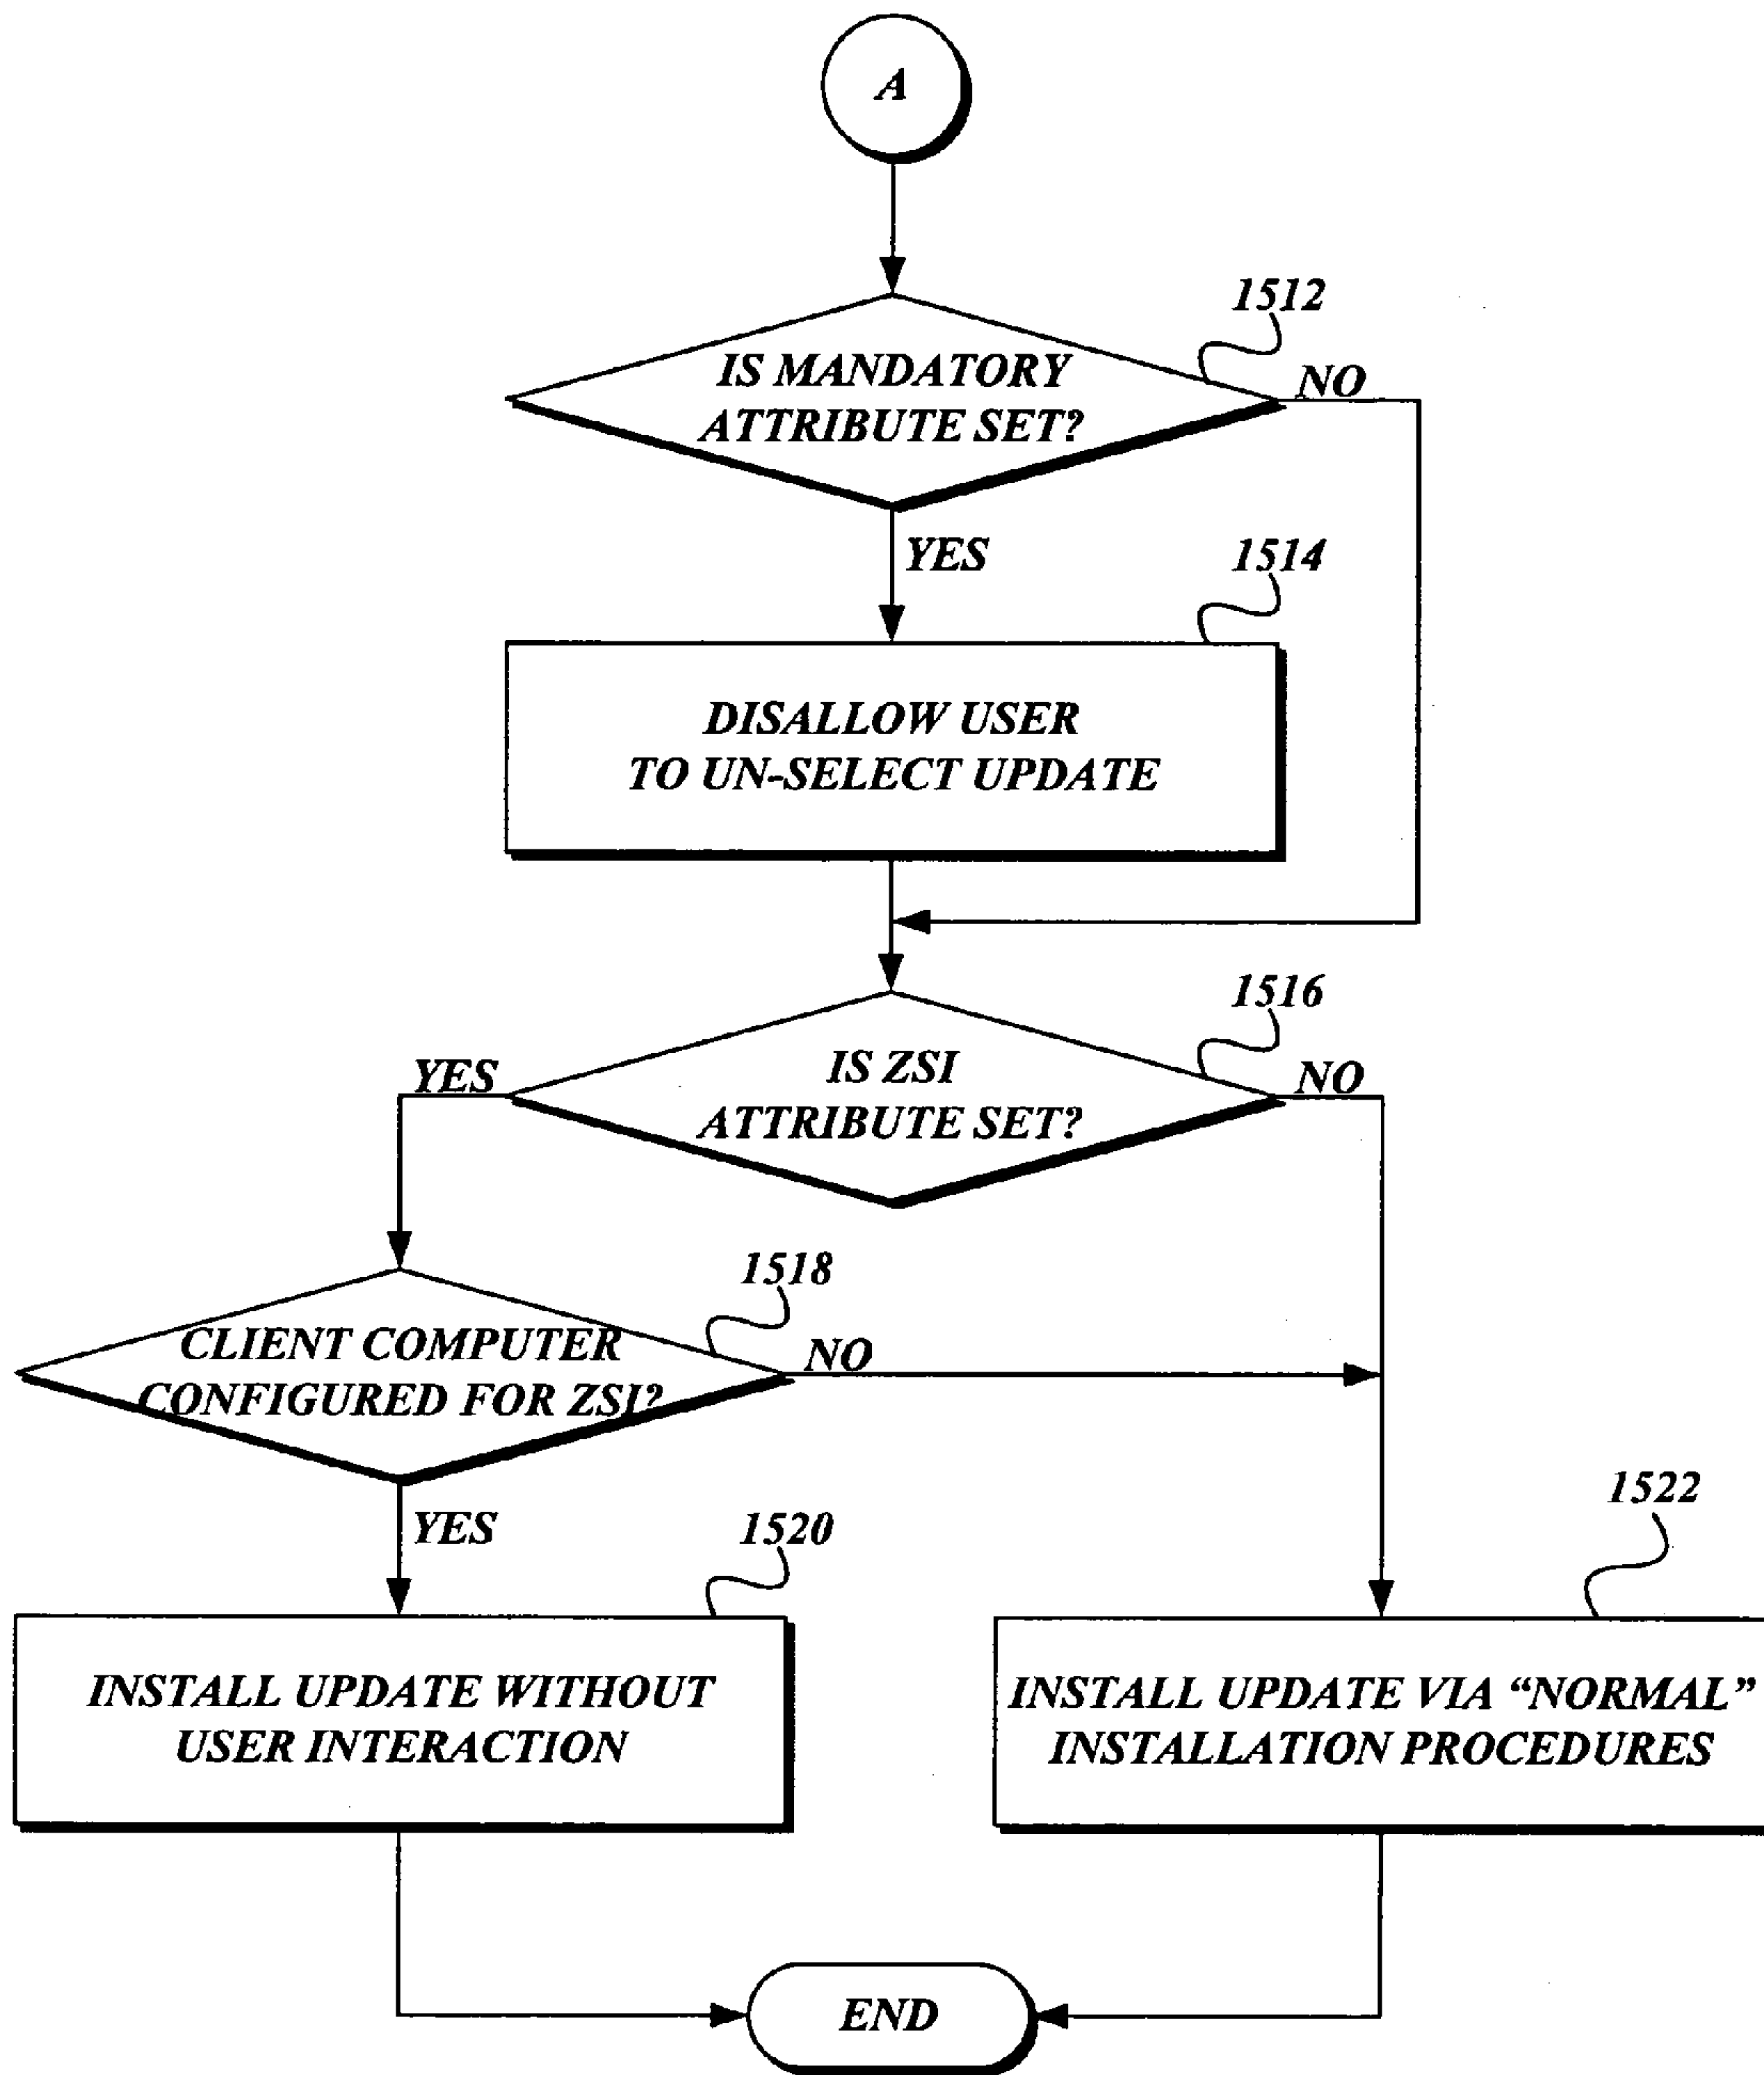 A
1512
IS MANDATORY
ATTRIBUTE SET?
NO
YES
1514
DISALLOW USER
TO UN-SELECT UPDATE
1516
YES
IS ZSI
ATTRIBUTE SET?
NO
1518
CLIENT COMPUTER
CONFIGURED FOR ZSI?
NO
YES
1520
1522
INSTALL UPDATE WITHOUT
USER INTERACTION
INSTALL UPDATE VIA “NORMAL”
INSTALLATION PROCEDURES
END